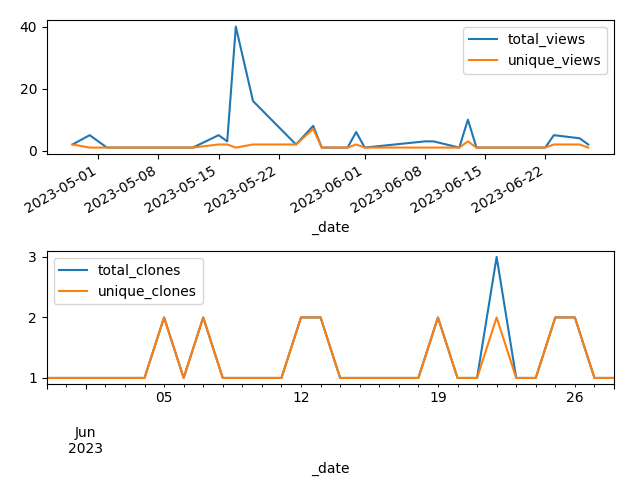 40
20
0
total_views
unique_views
2023-05-01
2023-05-08
2023-05-15
2023-05-22
2023-06-01
2023-06-08
2023-06-15
2023-06-22
_date
3
2
1
total_clones
unique_clones
05
12
19
26
Jun
2023
_date